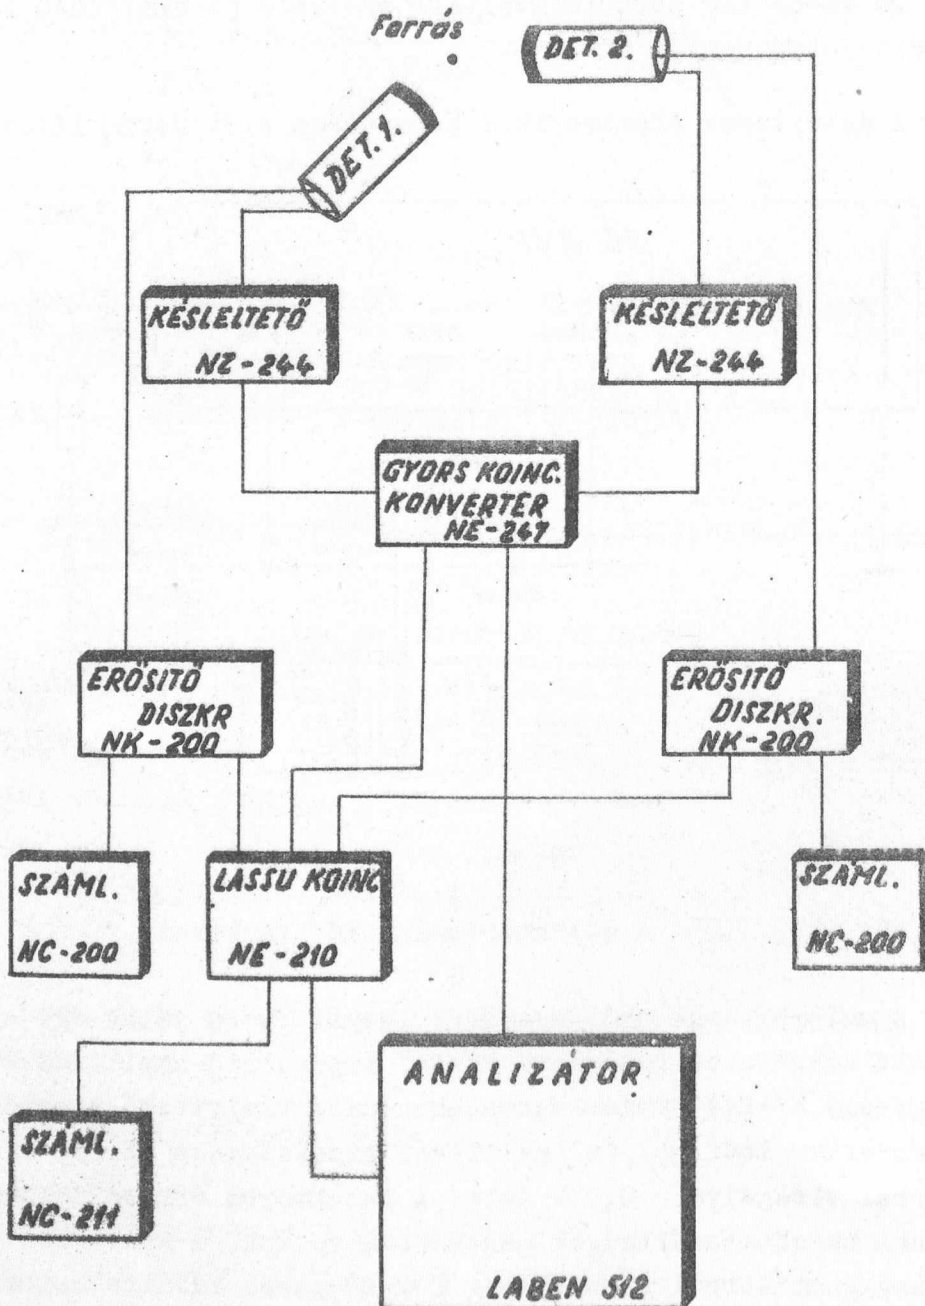 Forrás
DET. 2.
DET. 1.
KÉSLELTETŐ
NZ-244
KÉSLELTETŐ
NZ-244
GYORS KOINC.
KONVERTER
NE-247
ERŐSITŐ
DISZKR
NK-200
ERŐSITŐ
DISZKR.
NK-200
SZÁML.
NC-200
LASSU KOINC
NE-210
SZÁML.
NC-200
ANALIZÁTOR
LABEN 512
SZÁML.
NC-211